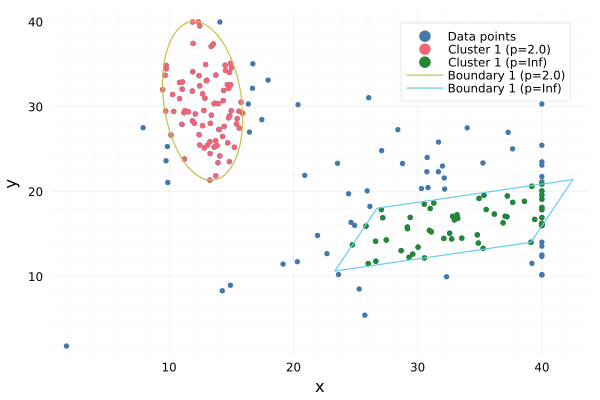 40
30
20
10
y
10
20
30
40
x
Data points
Cluster 1 (p=2.0)
Cluster 1 (p=Inf)
Boundary 1 (p=2.0)
Boundary 1 (p=Inf)